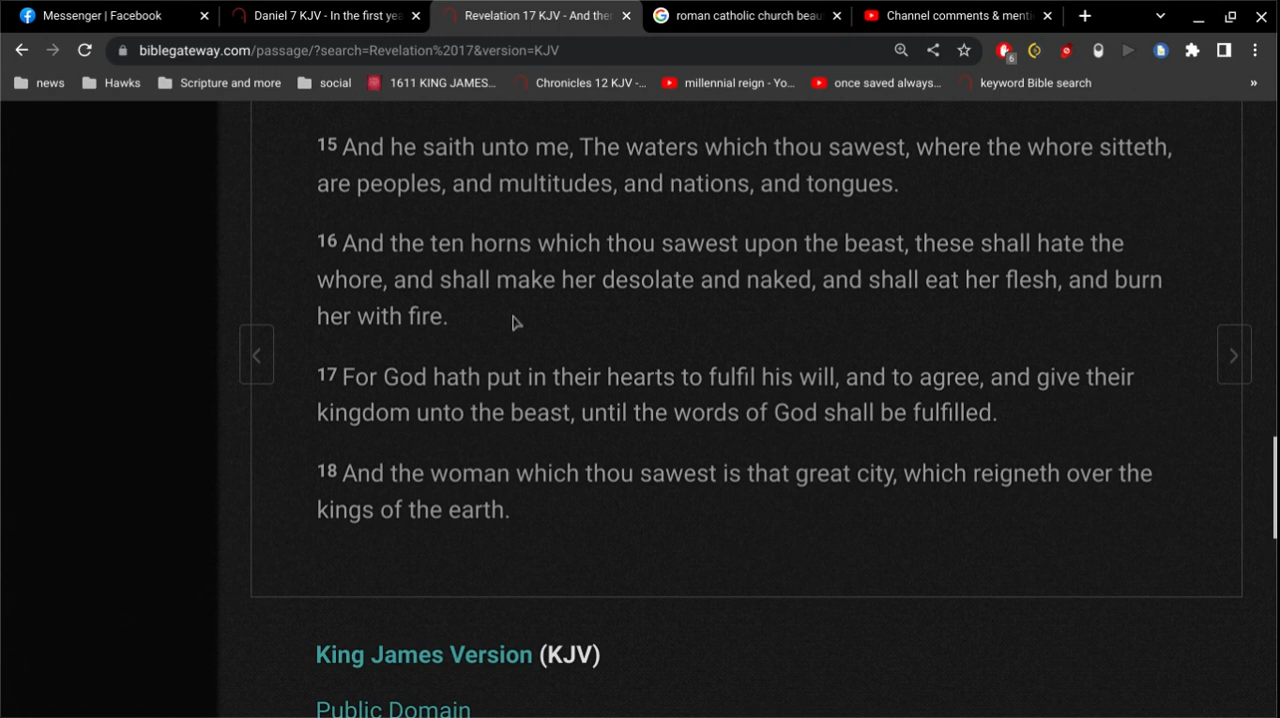 Messenger | Facebook
Daniel 7 KJV - In the first yea
Revelation 17 KJV - And ther
roman catholic church beau
Channel comments & menti
biblegateway.com/passage/?search=Revelation%2017&version=KJV
6
news
Hawks
Scripture and more
social
1611 KING JAMES...
Chronicles 12 KJV -...
millennial reign - Yo...
once saved always...
keyword Bible search
»
15 And he saith unto me, The waters which thou sawest, where the whore sitteth,
are peoples, and multitudes, and nations, and tongues.
16 And the ten horns which thou sawest upon the beast, these shall hate the
whore, and shall make her desolate and naked, and shall eat her flesh, and burn
her with fire.
17 For God hath put in their hearts to fulfil his will, and to agree, and give their
kingdom unto the beast, until the words of God shall be fulfilled.
18 And the woman which thou sawest is that great city, which reigneth over the
kings of the earth.
King James Version (KJV)
Public Domain